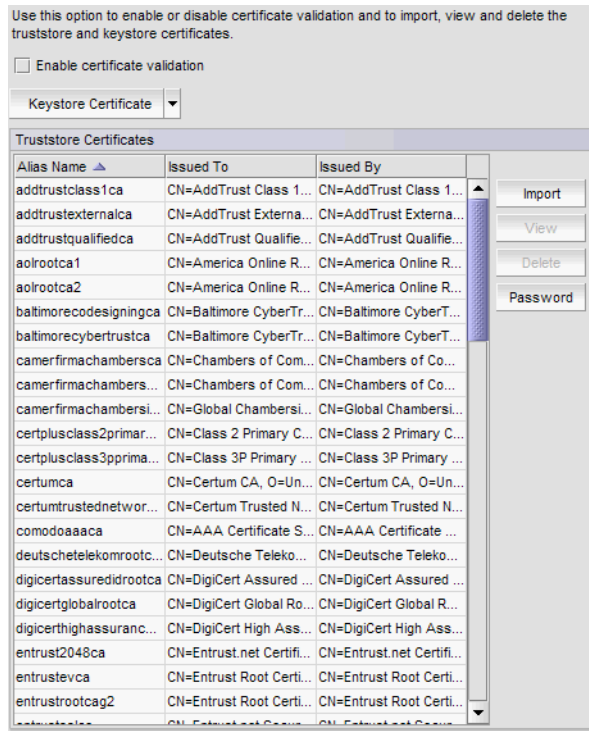 Use this option to enable or disable certificate validation and to import, view and delete the
truststore and keystore certificates.
Enable certificate validation
Keystore Certificate
Truststore Certificates
Alias Name Issued To Issued By
addtrustclass1ca CN=AddTrust Class 1... CN=AddTrust Class 1...
Import
addtrustexternalca CN=AddTrust Externa... CN=AddTrust Externa...
View
addtrustqualifiedca CN=AddTrust Qualifie... CN=AddTrust Qualifie...
aolrootca1 CN=America Online R... CN=America Online R...
Delete
aolrootca2 CN=America Online R... CN=America Online R...
Password
baltimorecodesigningca CN=Baltimore CyberTr... CN=Baltimore CyberT...
baltimorecybertrustca CN=Baltimore CyberTr... CN=Baltimore CyberT...
camerfirmachambersca CN=Chambers of Com... CN=Chambers of Co...
camerfirmachambers... CN=Chambers of Com... CN=Chambers of Co...
camerfirmachambersi... CN=Global Chambersi... CN=Global Chambersi...
certplusclass2primar... CN=Class 2 Primary C... CN=Class 2 Primary C...
certplusclass3pprima... CN=Class 3P Primary ... CN=Class 3P Primary ...
certumca CN=Certum CA, O=Un... CN=Certum CA, O=Un...
certumtrustednetwor... CN=Certum Trusted N... CN=Certum Trusted N...
comodoaaaca CN=AAA Certificate S... CN=AAA Certificate ...
deutschetelekomrootc... CN=Deutsche Teleko... CN=Deutsche Teleko...
digicertassuredidrootca CN=DigiCert Assured ... CN=DigiCert Assured ...
digicertglobalrootca CN=DigiCert Global Ro... CN=DigiCert Global R...
digicerthighassuranc... CN=DigiCert High Ass... CN=DigiCert High Ass...
entrust2048ca CN=Entrust.net Certifi... CN=Entrust.net Certifi...
entrustevca CN=Entrust Root Certi... CN=Entrust Root Certi...
entrustrootcag2 CN=Entrust Root Certi... CN=Entrust Root Certi...